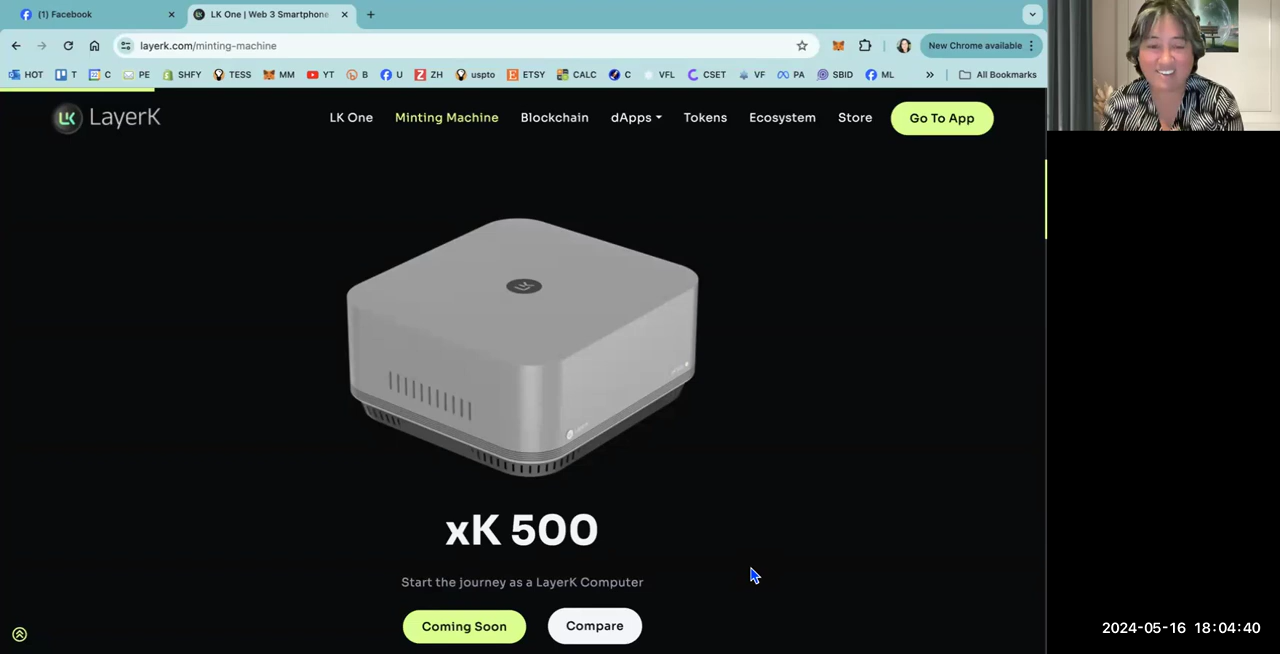 (1) Facebook
LK One | Web 3 Smartphone
layerk.com/minting-machine
New Chrome available
HOT T C PE SHFY TESS MM YT B U ZH uspto ETSY CALC C VFL CSET VF PA SBID ML » All Bookmarks
LK LayerK
LK One Minting Machine Blockchain dApps Tokens Ecosystem Store Go To App
LK
xK 500
Start the journey as a LayerK Computer
Coming Soon Compare
2024-05-16 18:04:40